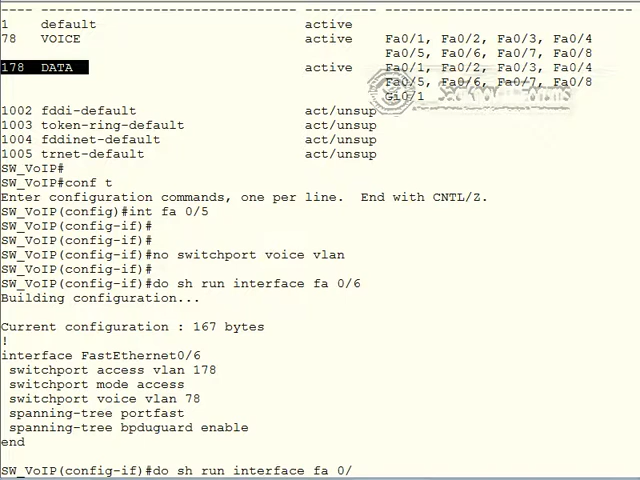 ---- -------------------------------- --------- -------------------------------
1    default                          active
78   VOICE                            active    Fa0/1, Fa0/2, Fa0/3, Fa0/4
                                                Fa0/5, Fa0/6, Fa0/7, Fa0/8
178  DATA                             active    Fa0/1, Fa0/2, Fa0/3, Fa0/4
                                                Fa0/5, Fa0/6, Fa0/7, Fa0/8
                                                Gi0/1
1002 fddi-default                     act/unsup
1003 token-ring-default               act/unsup
1004 fddinet-default                  act/unsup
1005 trnet-default                    act/unsup
SW_VoIP#
SW_VoIP#conf t
Enter configuration commands, one per line.  End with CNTL/Z.
SW_VoIP(config)#int fa 0/5
SW_VoIP(config-if)#
SW_VoIP(config-if)#
SW_VoIP(config-if)#no switchport voice vlan
SW_VoIP(config-if)#
SW_VoIP(config-if)#do sh run interface fa 0/6
Building configuration...

Current configuration : 167 bytes
!
interface FastEthernet0/6
 switchport access vlan 178
 switchport mode access
 switchport voice vlan 78
 spanning-tree portfast
 spanning-tree bpduguard enable
end

SW_VoIP(config-if)#do sh run interface fa 0/